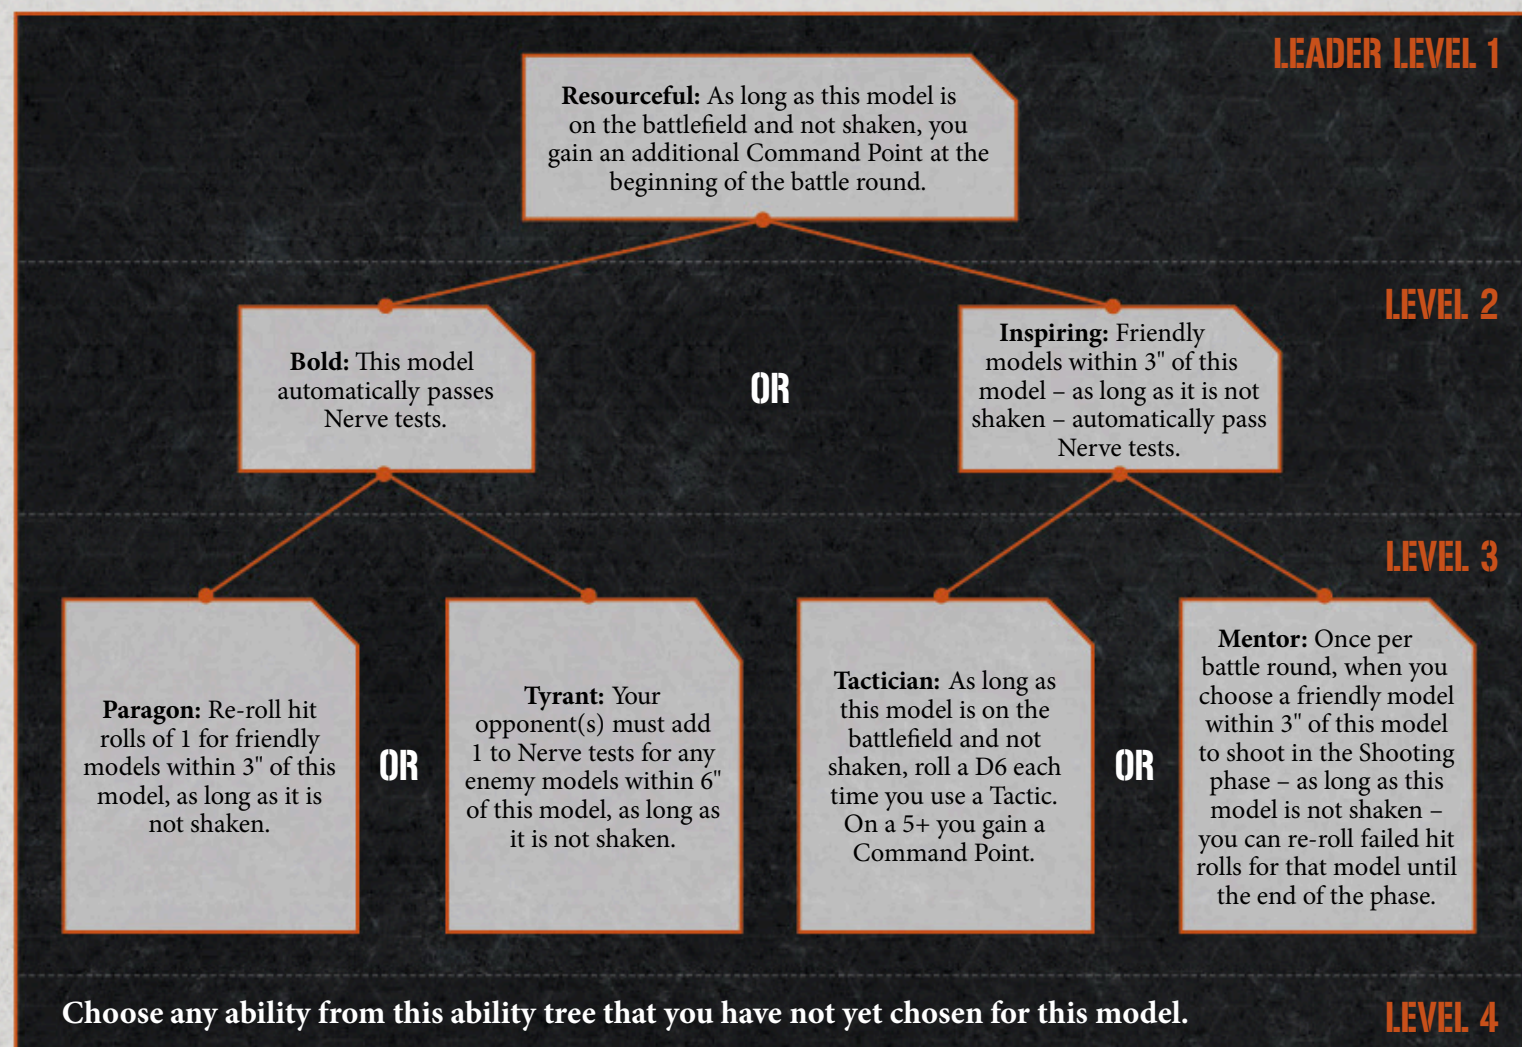 LEADER LEVEL 1
Resourceful: As long as this model is
on the battlefield and not shaken, you
gain an additional Command Point at the
beginning of the battle round.
LEVEL 2
Bold: This model
automatically passes
Nerve tests.
OR
Inspiring: Friendly
models within 3" of this
model – as long as it is not
shaken – automatically pass
Nerve tests.
LEVEL 3
Paragon: Re-roll hit
rolls of 1 for friendly
models within 3" of this
model, as long as it is
not shaken.
OR
Tyrant: Your
opponent(s) must add
1 to Nerve tests for any
enemy models within 6"
of this model, as long as
it is not shaken.
Tactician: As long as
this model is on the
battlefield and not
shaken, roll a D6 each
time you use a Tactic.
On a 5+ you gain a
Command Point.
OR
Mentor: Once per
battle round, when you
choose a friendly model
within 3" of this model
to shoot in the Shooting
phase – as long as this
model is not shaken –
you can re-roll failed hit
rolls for that model until
the end of the phase.
Choose any ability from this ability tree that you have not yet chosen for this model.
LEVEL 4